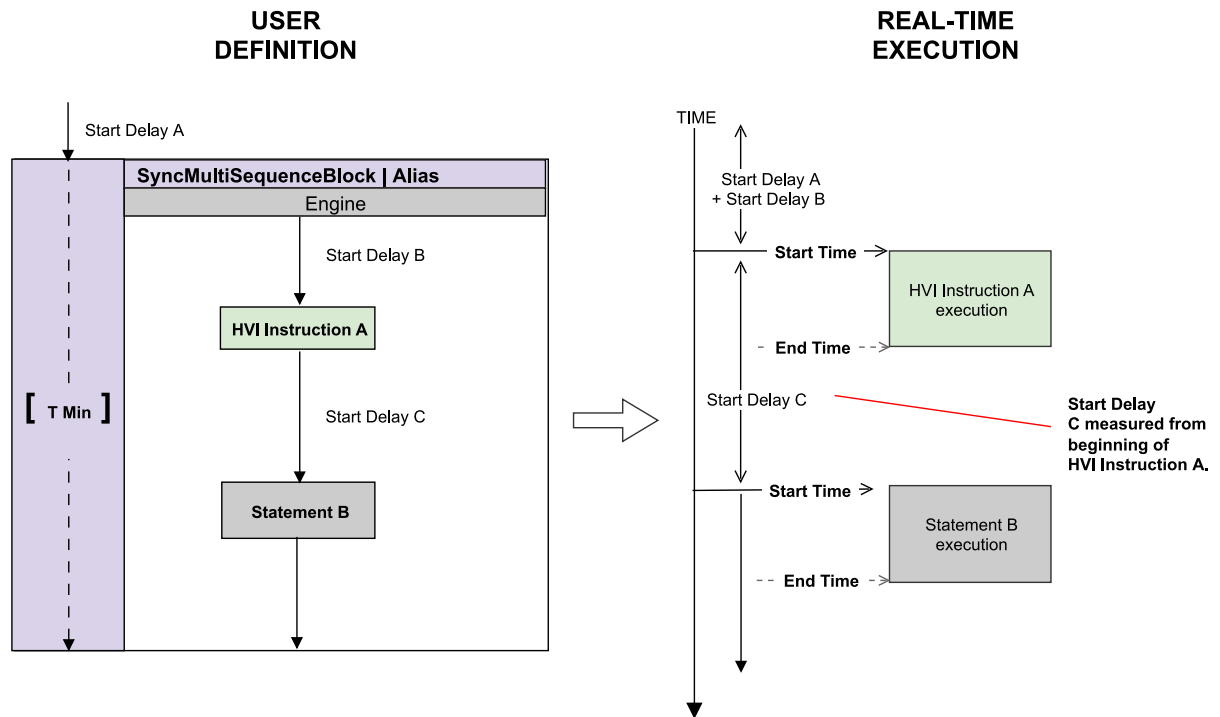 USER
DEFINITION
Start Delay A
SyncMultiSequenceBlock | Alias
Engine
Start Delay B
HVI Instruction A
[ T Min ]
Start Delay C
Statement B
REAL-TIME
EXECUTION
TIME
Start Delay A
+ Start Delay B
Start Time
HVI Instruction A
execution
End Time
Start Delay C
Start Delay
C measured from
beginning of
HVI Instruction A.
Start Time
Statement B
execution
End Time